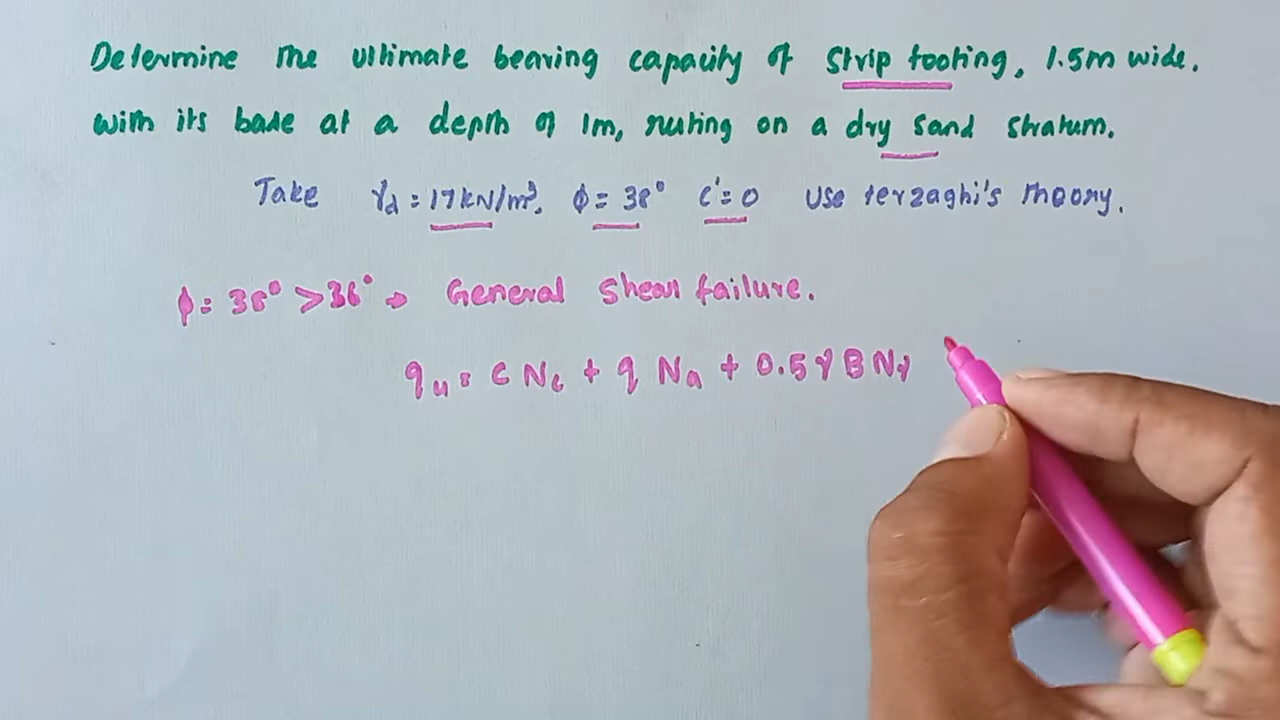 Determine the ultimate bearing capacity of strip footing, 1.5m wide.
with its base at a depth of 1m, resting on a dry sand stratum.
Take γd = 17kN/m³. ϕ = 38° c' = 0 use terzaghi's theory.
ϕ = 38° > 36° → General shear failure.
qu = C Nc + q Nq + 0.5 γ B Nγ